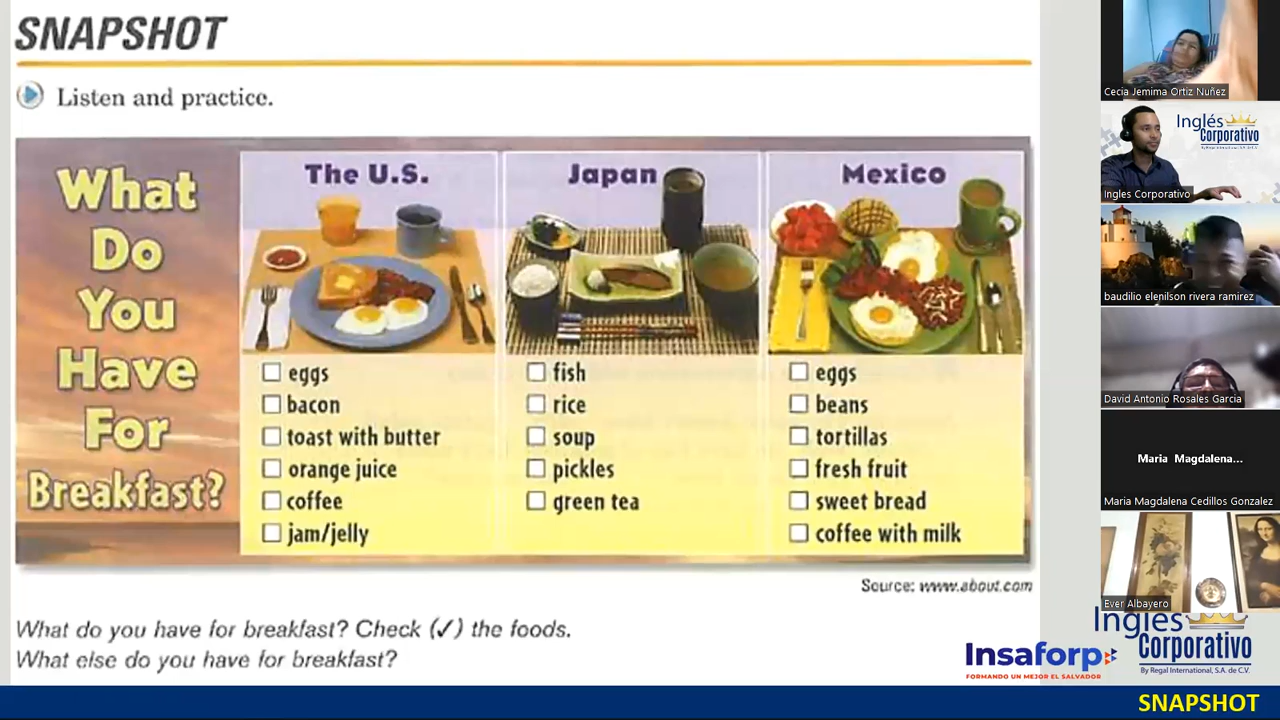 SNAPSHOT
Listen and practice.
What
Do
You
Have
For
Breakfast?
The U.S.
eggs
bacon
toast with butter
orange juice
coffee
jam/jelly
Japan
fish
rice
soup
pickles
green tea
Mexico
eggs
beans
tortillas
fresh fruit
sweet bread
coffee with milk
Source: www.about.com
What do you have for breakfast? Check (✓) the foods.
What else do you have for breakfast?
Cecia Jemima Ortiz Nuñez
Inglés
Corporativo
Ingles Corporativo
baudilio elenilson rivera ramirez
David Antonio Rosales Garcia
Maria Magdalena...
Maria Magdalena Cedillos Gonzalez
Ever Albayero
Insaforp
FORMANDO UN MEJOR EL SALVADOR
Inglés
Corporativo
By Regal International, S.A. de C.V.
SNAPSHOT